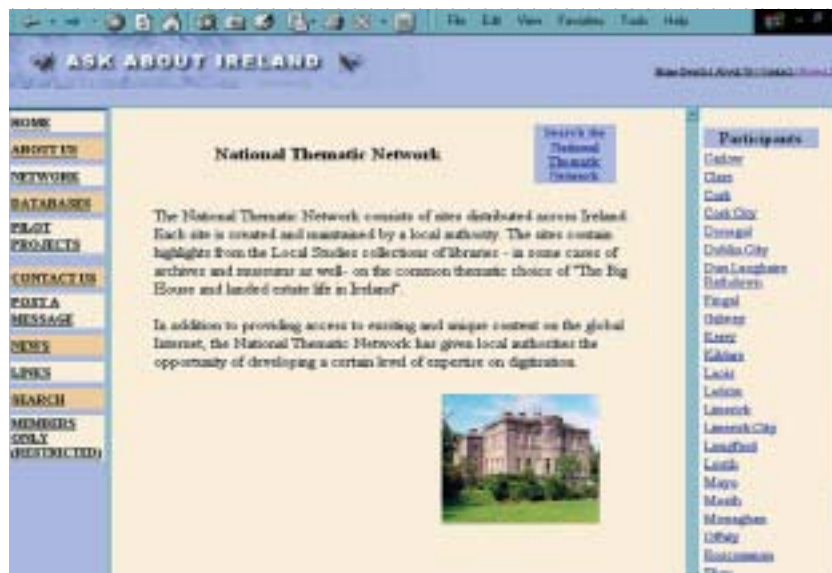 File Edit View Favorites Tools Help
ASK ABOUT IRELAND
HOME
ABOUT US
NETWORK
DATABASES
PILOT
PROJECTS
CONTACT US
POST A
MESSAGE
NEWS
LINKS
SEARCH
MEMBERS
ONLY
(RESTRICTED)
National Thematic Network
Search the
National
Thematic
Network
The National Thematic Network consists of sites distributed across Ireland.
Each site is created and maintained by a local authority. The sites contain
highlights from the Local Studies collections of libraries - in some cases of
archives and museums as well- on the common thematic choice of "The Big
House and landed estate life in Ireland".
In addition to providing access to exciting and unique content on the global
Internet, the National Thematic Network has given local authorities the
opportunity of developing a certain level of expertise on digitization.
Participants
Carlow
Clare
Cork
Cork City
Donegal
Dublin City
Dun Laoghaire
Rathdown
Fingal
Galway
Kerry
Kildare
Laois
Leitrim
Limerick
Limerick City
Longford
Louth
Mayo
Meath
Monaghan
Offaly
Roscommon